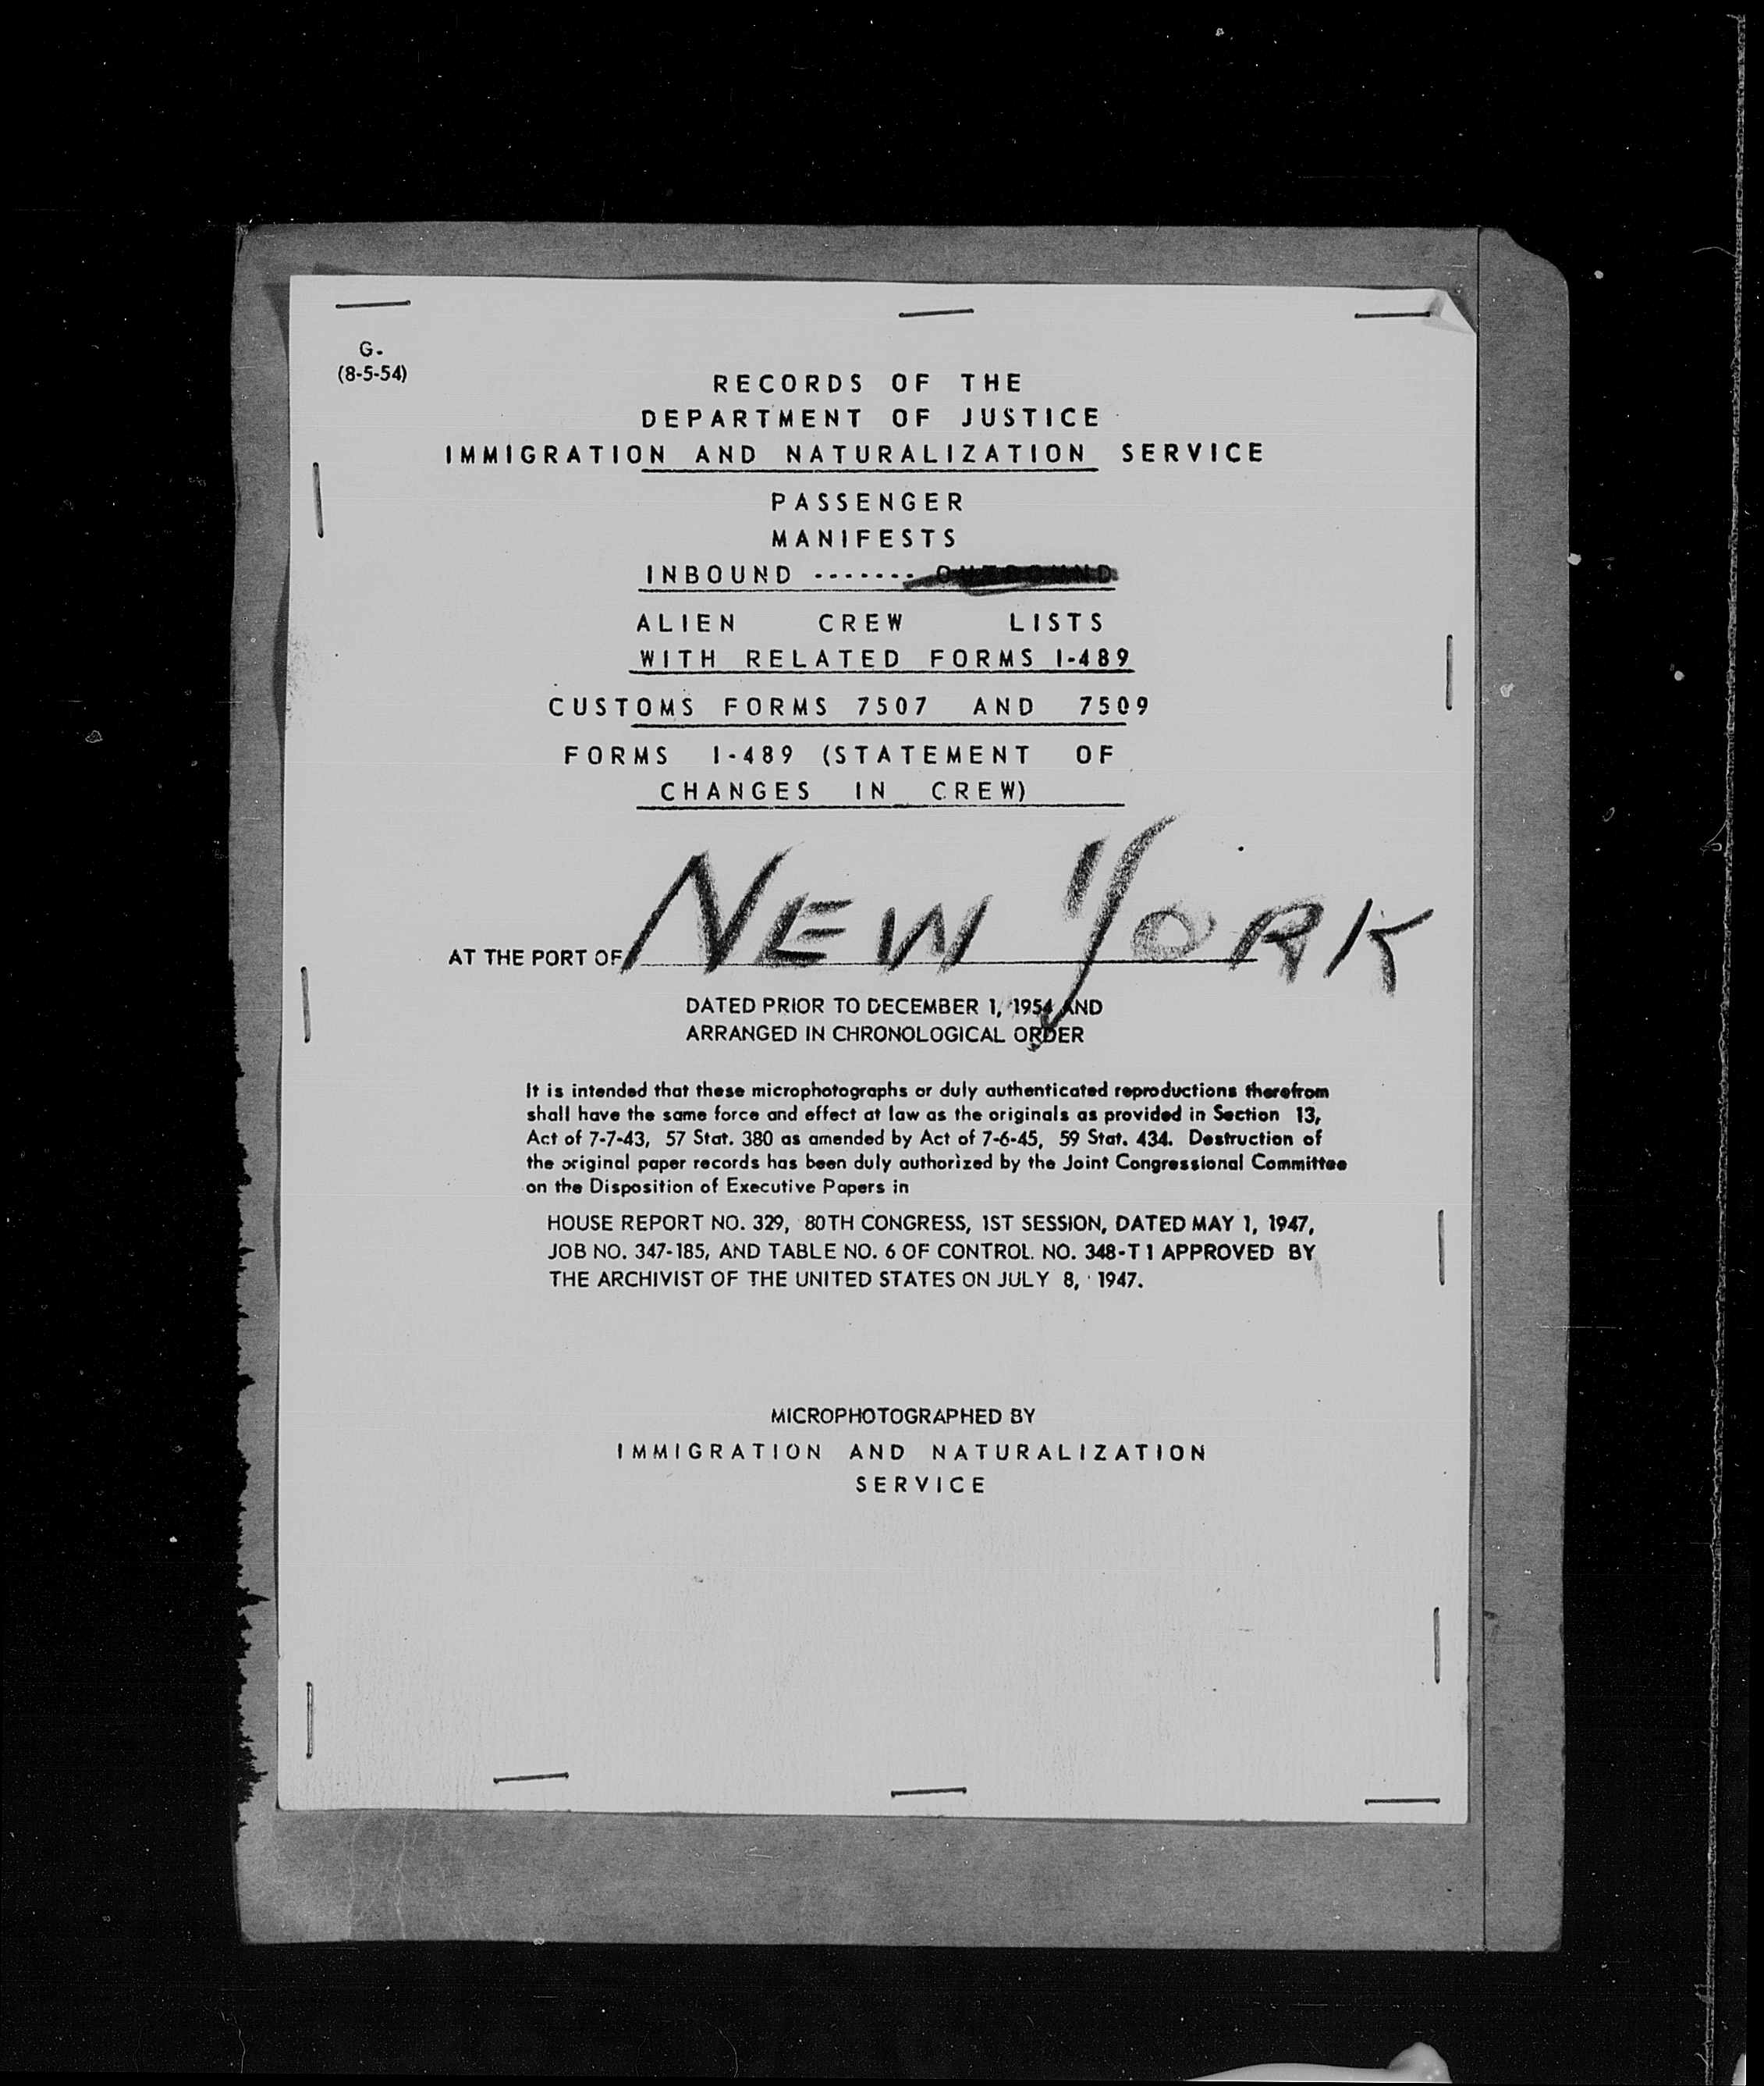 G-
(8-5-54)
RECORDS OF THE
DEPARTMENT OF JUSTICE
IMMIGRATION AND NATURALIZATION SERVICE
PASSENGER
MANIFESTS
INBOUND ------- OUTBOUND
ALIEN CREW LISTS
WITH RELATED FORMS I-489
CUSTOMS FORMS 7507 AND 7509
FORMS I-489 (STATEMENT OF
CHANGES IN CREW)
AT THE PORT OF NEW YORK
DATED PRIOR TO DECEMBER 1, 1954 AND
ARRANGED IN CHRONOLOGICAL ORDER
It is intended that these microphotographs or duly authenticated reproductions therefrom
shall have the same force and effect at law as the originals as provided in Section 13,
Act of 7-7-43, 57 Stat. 380 as amended by Act of 7-6-45, 59 Stat. 434. Destruction of
the original paper records has been duly authorized by the Joint Congressional Committee
on the Disposition of Executive Papers in
HOUSE REPORT NO. 329, 80TH CONGRESS, 1ST SESSION, DATED MAY 1, 1947,
JOB NO. 347-185, AND TABLE NO. 6 OF CONTROL NO. 348-T1 APPROVED BY
THE ARCHIVIST OF THE UNITED STATES ON JULY 8, 1947.
MICROPHOTOGRAPHED BY
IMMIGRATION AND NATURALIZATION
SERVICE